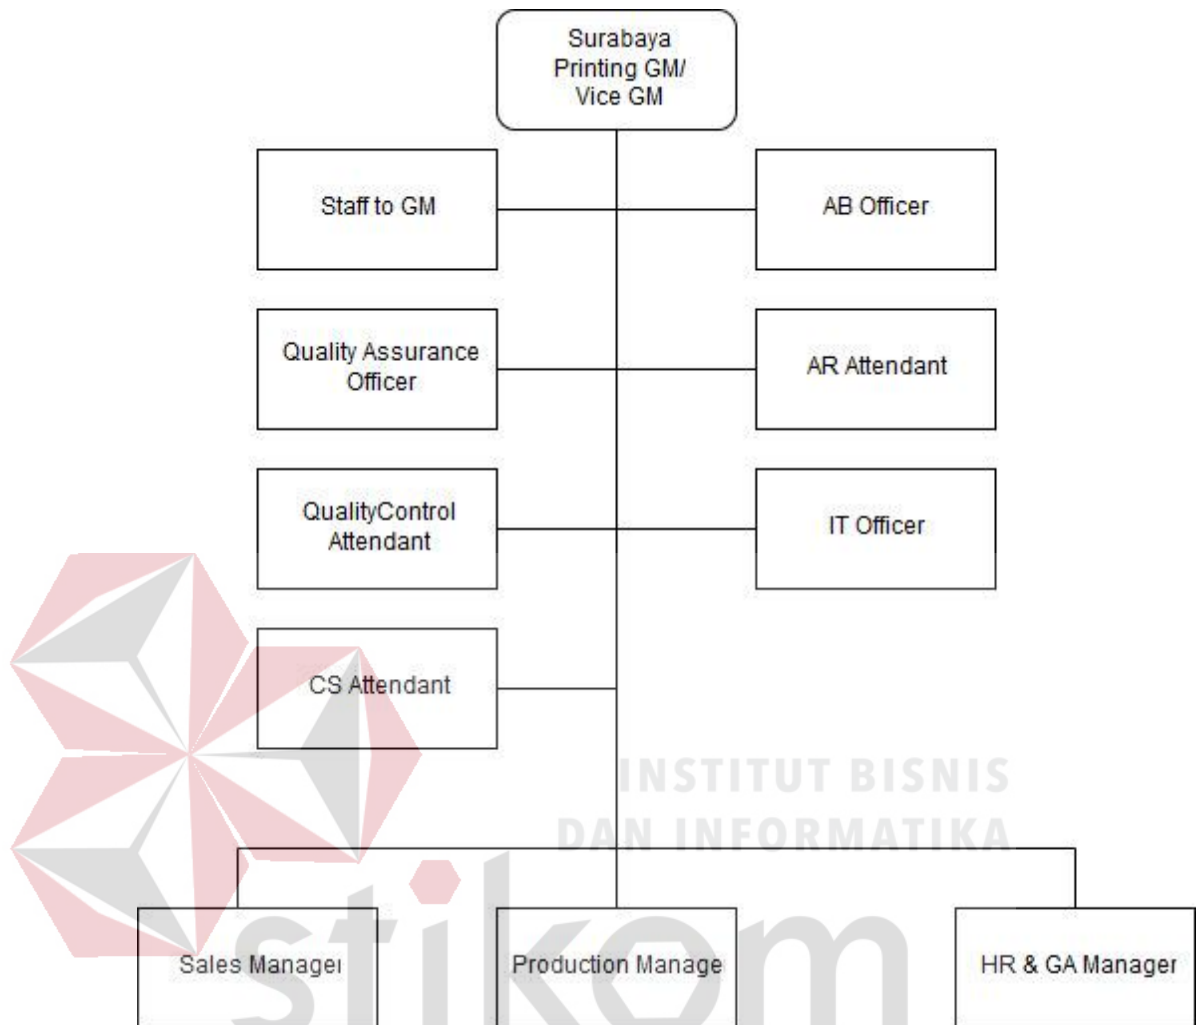 Surabaya
Printing GM/
Vice GM
Staff to GM
AB Officer
Quality Assurance
Officer
AR Attendant
QualityControl
Attendant
IT Officer
CS Attendant
INSTITUT BISNIS
DAN INFORMATIKA
stikom
Sales Manager
Production Manage
HR & GA Manager